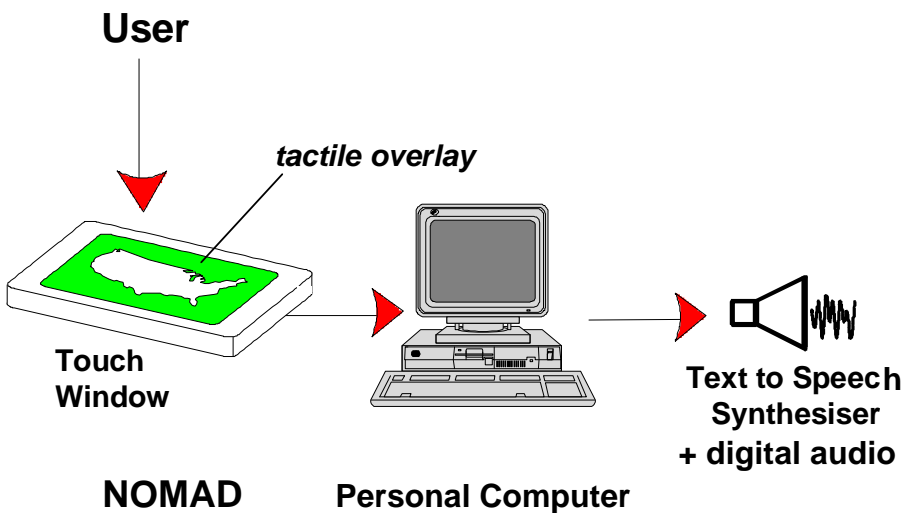 User
tactile overlay
Touch
Window
Text to Speech
Synthesiser
+ digital audio
NOMAD
Personal Computer